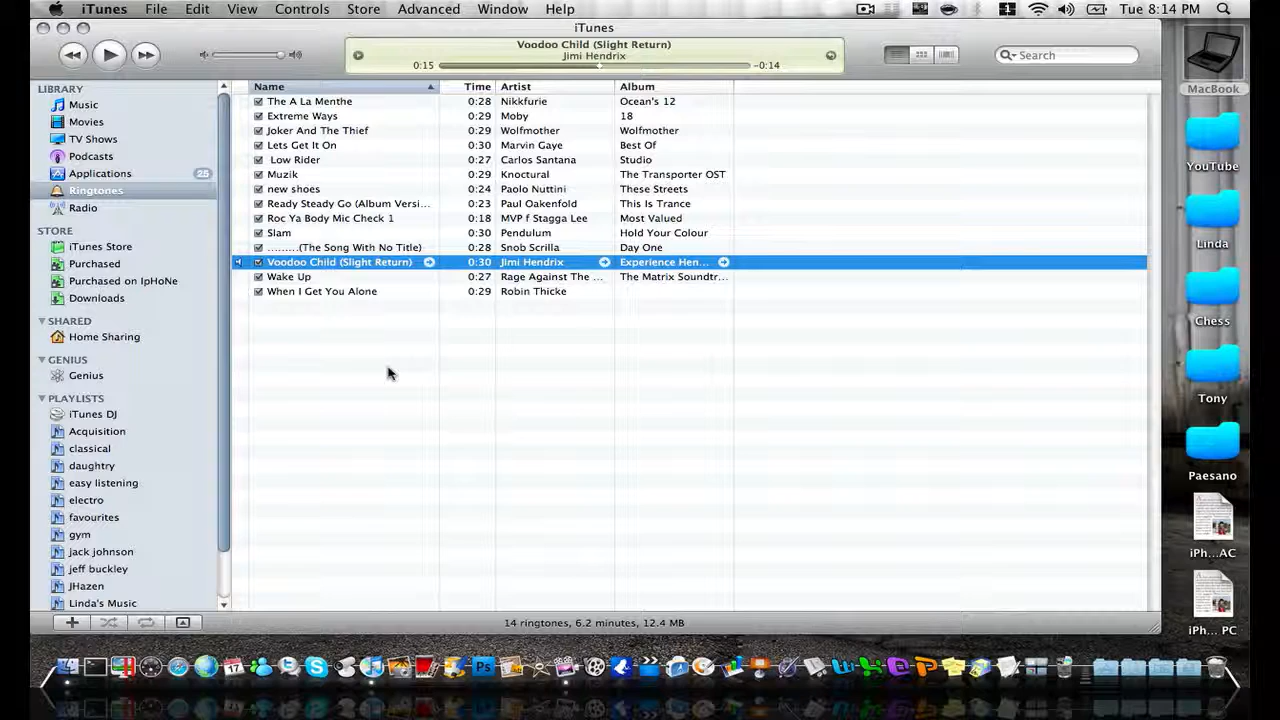 iTunes File Edit View Controls Store Advanced Window Help Tue 8:14 PM
iTunes
Voodoo Child (Slight Return)
Jimi Hendrix
0:15 -0:14
Search
MacBook
YouTube
Linda
Chess
Tony
Paesano
iPh...AC
iPh... PC
LIBRARY
Music
Movies
TV Shows
Podcasts
Applications 25
Ringtones
Radio
STORE
iTunes Store
Purchased
Purchased on IpHoNe
Downloads
SHARED
Home Sharing
GENIUS
Genius
PLAYLISTS
iTunes DJ
Acquisition
classical
daughtry
easy listening
electro
favourites
gym
jack johnson
jeff buckley
JHazen
Linda's Music
Name Time Artist Album
The A La Menthe 0:28 Nikkfurie Ocean's 12
Extreme Ways 0:29 Moby 18
Joker And The Thief 0:29 Wolfmother Wolfmother
Lets Get It On 0:30 Marvin Gaye Best Of
Low Rider 0:27 Carlos Santana Studio
Muzik 0:29 Knoctural The Transporter OST
new shoes 0:24 Paolo Nuttini These Streets
Ready Steady Go (Album Versi... 0:23 Paul Oakenfold This Is Trance
Roc Ya Body Mic Check 1 0:18 MVP f Stagga Lee Most Valued
Slam 0:30 Pendulum Hold Your Colour
.........(The Song With No Title) 0:28 Snob Scrilla Day One
Voodoo Child (Slight Return) 0:30 Jimi Hendrix Experience Hen...
Wake Up 0:27 Rage Against The ... The Matrix Soundtr...
When I Get You Alone 0:29 Robin Thicke
14 ringtones, 6.2 minutes, 12.4 MB
17
Ps